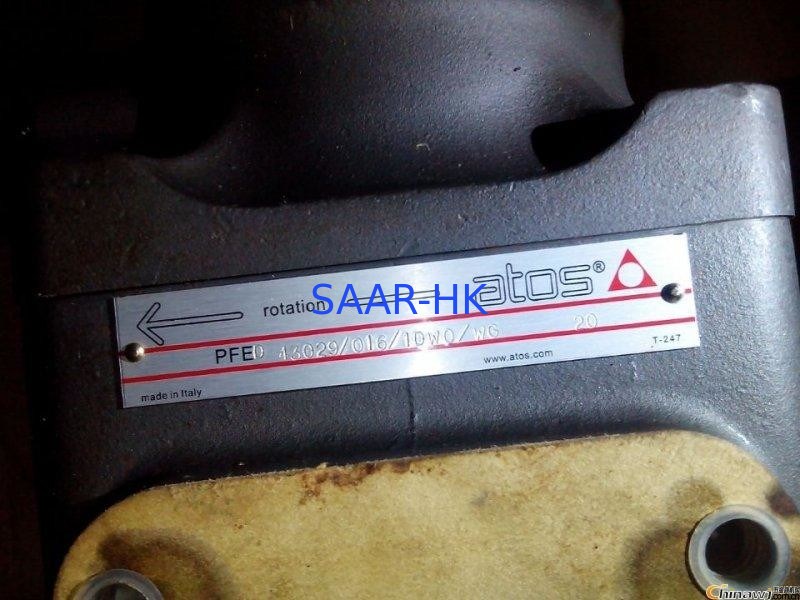 SAAR-HK
rotation
atos®
PFED 43029/016/1DWO/WG 20
www.atos.com
T-247
made in Italy